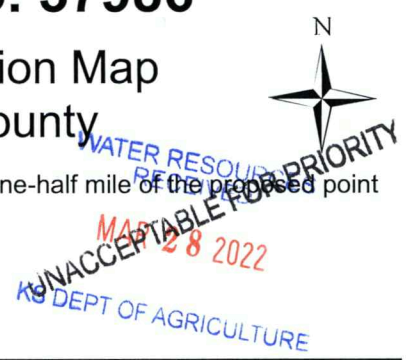 N
ion Map
ounty
WATER RESOURCES
RECEIVED
ne-half mile of the proposed point
UNACCEPTABLE FOR PRIORITY
MAR 28 2022
KS DEPT OF AGRICULTURE